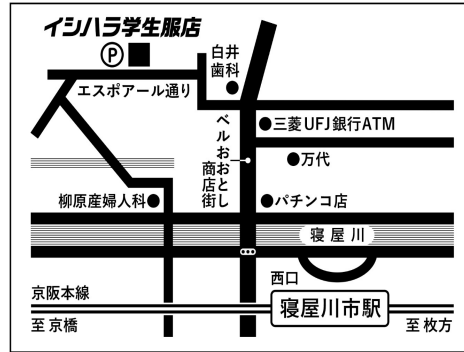 イシハラ学生服店
P
白井
歯科
エスポアール通り
ベルおおとし
商店街
三菱UFJ銀行ATM
万代
柳原産婦人科
パチンコ店
寝屋川
西口
京阪本線
寝屋川市駅
至京橋
至枚方